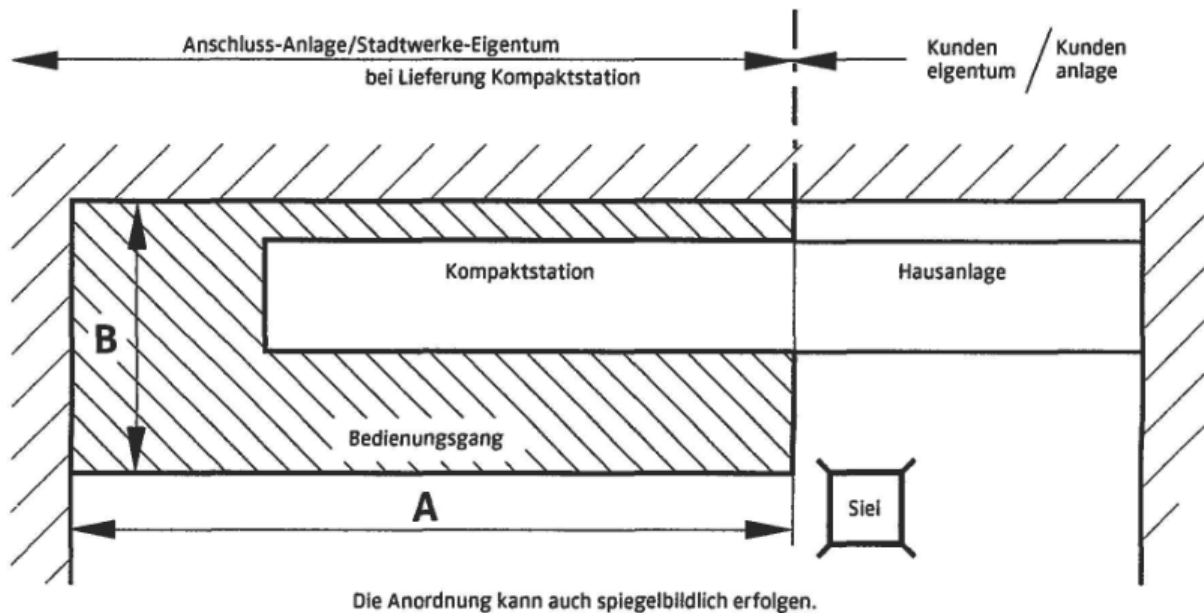 Anschluss-Anlage/Stadtwerke-Eigentum
bei Lieferung Kompaktstation
Kunden
eigentum
/
Kunden
anlage
Kompaktstation
Hausanlage
B
Bedienungsgang
A
Siel
Die Anordnung kann auch spiegelbildlich erfolgen.